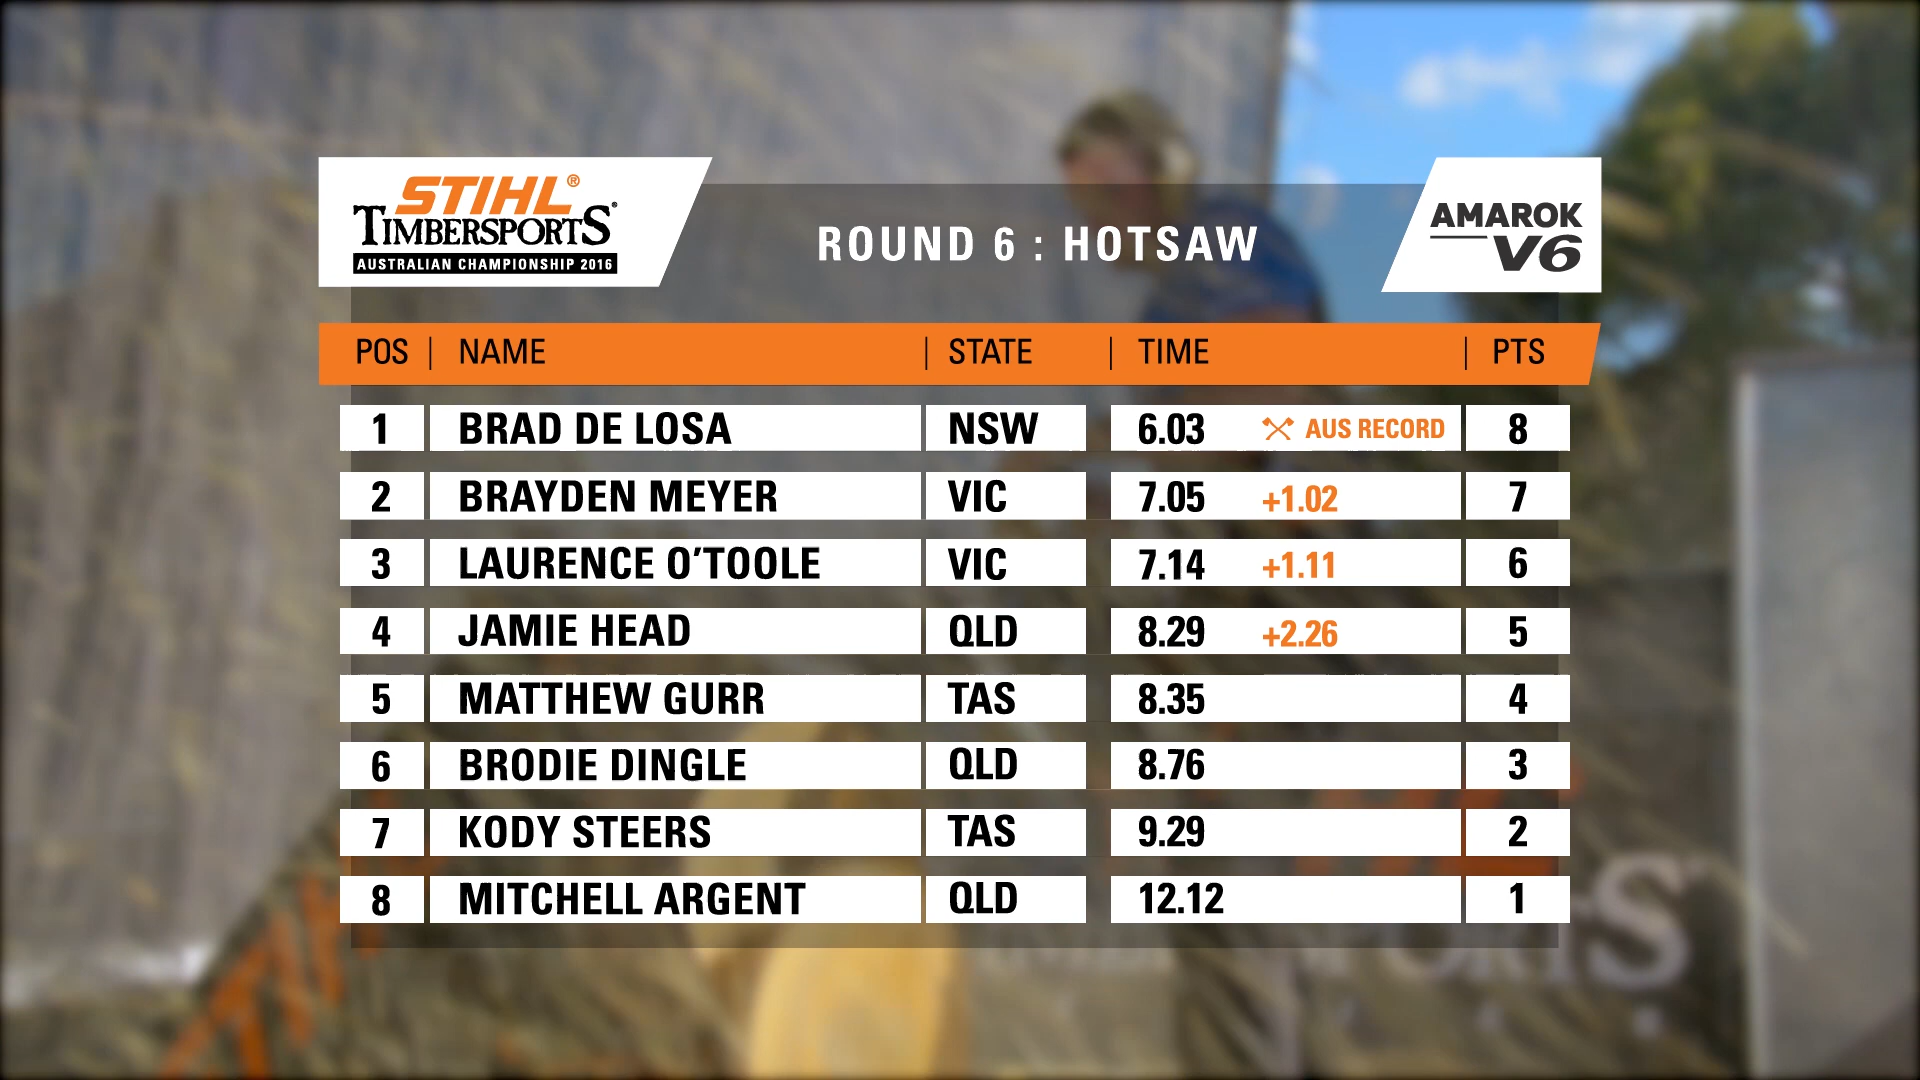 STIHL®
TIMBERSPORTS®
AUSTRALIAN CHAMPIONSHIP 2016
ROUND 6 : HOTSAW
AMAROK
V6
POS | NAME | STATE | TIME | PTS
1 BRAD DE LOSA NSW 6.03 AUS RECORD 8
2 BRAYDEN MEYER VIC 7.05 +1.02 7
3 LAURENCE O'TOOLE VIC 7.14 +1.11 6
4 JAMIE HEAD QLD 8.29 +2.26 5
5 MATTHEW GURR TAS 8.35 4
6 BRODIE DINGLE QLD 8.76 3
7 KODY STEERS TAS 9.29 2
8 MITCHELL ARGENT QLD 12.12 1